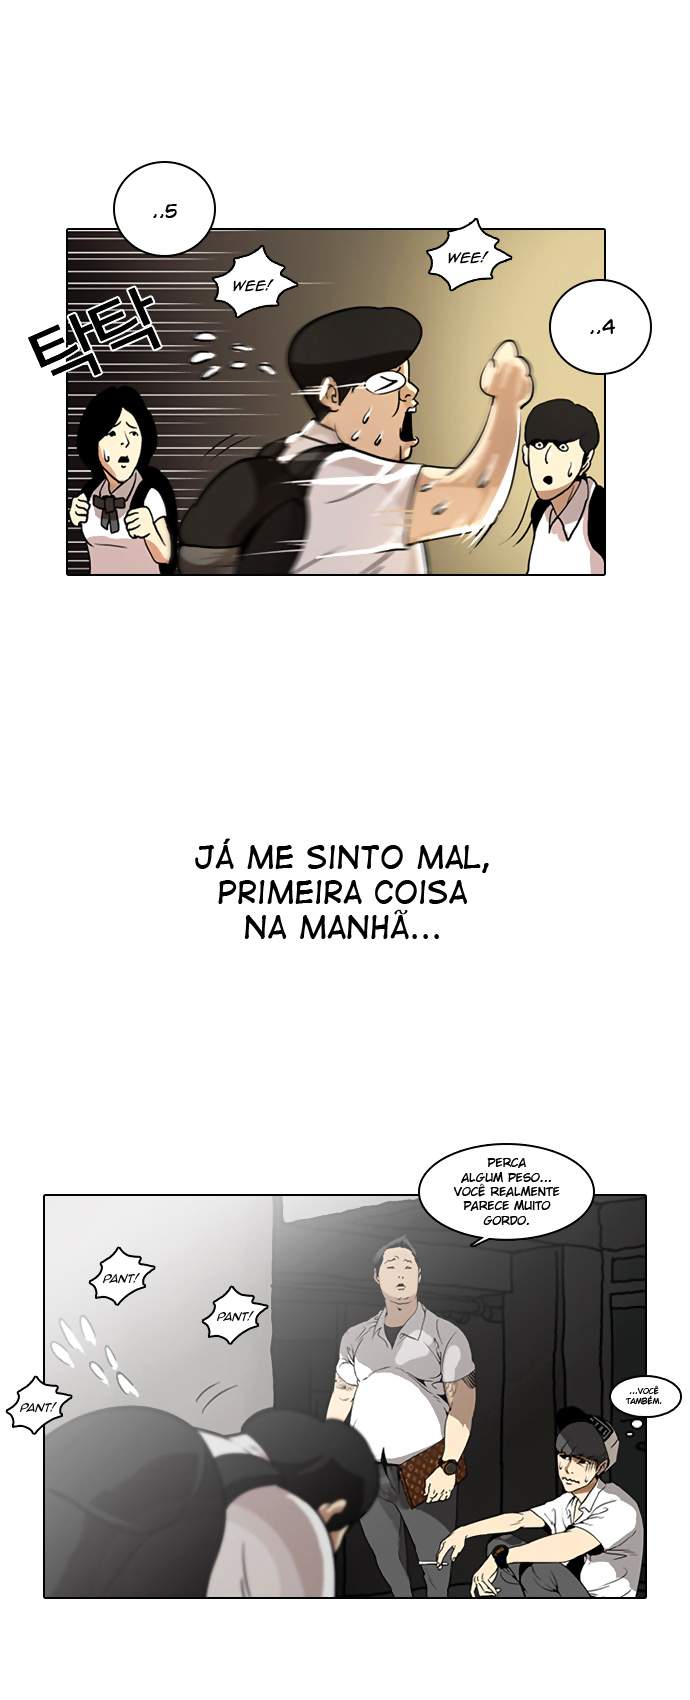 ..5
WEE!
WEE!
..4
탁탁
JÁ ME SINTO MAL,
PRIMEIRA COISA
NA MANHÃ...
PERCA
ALGUM PESO...
VOCÊ REALMENTE
PARECE MUITO
GORDO.
PANT!
PANT!
PANT!
...VOCÊ
TAMBÉM.